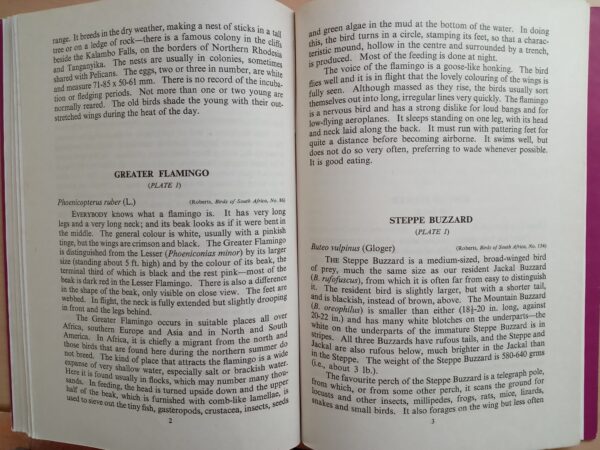 range. It breeds in the dry weather, making a nest of sticks in a tall
tree or on a ledge of rock—there is a famous colony in the cliffs
beside the Kalambo Falls, on the borders of Northern Rhodesia
and Tanganyika. The nests are usually in colonies, sometimes
shared with Pelicans. The eggs, two or three in number, are white
and measure 71-85 x 50-61 mm. There is no record of the incuba-
tion or fledging periods. Not more than one or two young are
normally reared. The old birds shade the young with their out-
stretched wings during the heat of the day.
GREATER FLAMINGO
(PLATE 1)
Phoenicopterus ruber (L.)
(Roberts, Birds of South Africa, No. 86)
EVERYBODY knows what a flamingo is. It has very long
legs and a very long neck; and its beak looks as if it were bent in
the middle. The general colour is white, usually with a pinkish
tinge, but the wings are crimson and black. The Greater Flamingo
is distinguished from the Lesser (Phoeniconaias minor) by its larger
size (standing about 5 ft. high) and by the colour of its beak, the
terminal third of which is black and the rest pink—most of the
beak is dark red in the Lesser Flamingo. There is also a difference
in the shape of the beak, only visible on close view. The feet are
webbed. In flight, the neck is fully extended but slightly drooping
in front and the legs behind.
The Greater Flamingo occurs in suitable places all over
Africa, southern Europe and Asia and in North and South
America. In Africa, it is chiefly a migrant from the north and
those birds that are found here during the northern summer do
not breed. The kind of place that attracts the flamingo is a wide
expanse of very shallow water, especially salt or brackish water.
Here it is found usually in flocks, which may number many thou-
sands. In feeding, the head is turned upside down and the upper
half of the beak, which is furnished with comb-like lamellae, is
used to sieve out the tiny fish, gasteropods, crustacea, insects, seeds
2
and green algae in the mud at the bottom of the water. In doing
this, the bird turns in a circle, stamping its feet, so that a charac-
teristic mound, hollow in the centre and surrounded by a trench,
is produced. Most of the feeding is done at night.
The voice of the flamingo is a goose-like honking. The bird
flies well and it is in flight that the lovely colouring of the wings is
fully seen. Although massed as they rise, the birds usually sort
themselves out into long, irregular lines very quickly. The flamingo
is a nervous bird and has a strong dislike for loud bangs and for
low-flying aeroplanes. It sleeps standing on one leg, with its head
and neck laid along the back. It must run with pattering feet for
quite a distance before becoming airborne. It swims well, but
does not do so very often, preferring to wade whenever possible.
It is good eating.
STEPPE BUZZARD
(PLATE 1)
Buteo vulpinus (Gloger)
(Roberts, Birds of South Africa, No. 154)
THE Steppe Buzzard is a medium-sized, broad-winged bird
of prey, much the same size as our resident Jackal Buzzard
(B. rufofuscus), from which it is often far from easy to distinguish
it. The resident bird is slightly larger, but with a shorter tail,
and is blackish, instead of brown, above. The Mountain Buzzard
(B. oreophilus) is smaller than either (18½-20 in. long, against
20-22 in.) and has many white blotches on the underparts—the
white on the underparts of the immature Steppe Buzzard is in
stripes. All three Buzzards have rufous tails, and the Steppe and
Jackal are also rufous below, much brighter in the Jackal than
in the Steppe. The weight of the Steppe Buzzard is 580-640 grms
(i.e., about 3 lb.).
The favourite perch of the Steppe Buzzard is a telegraph pole,
from which, or from some other perch, it scans the ground for
locusts and other insects, millipedes, frogs, rats, mice, lizards,
snakes and small birds. It also forages on the wing but less often
3